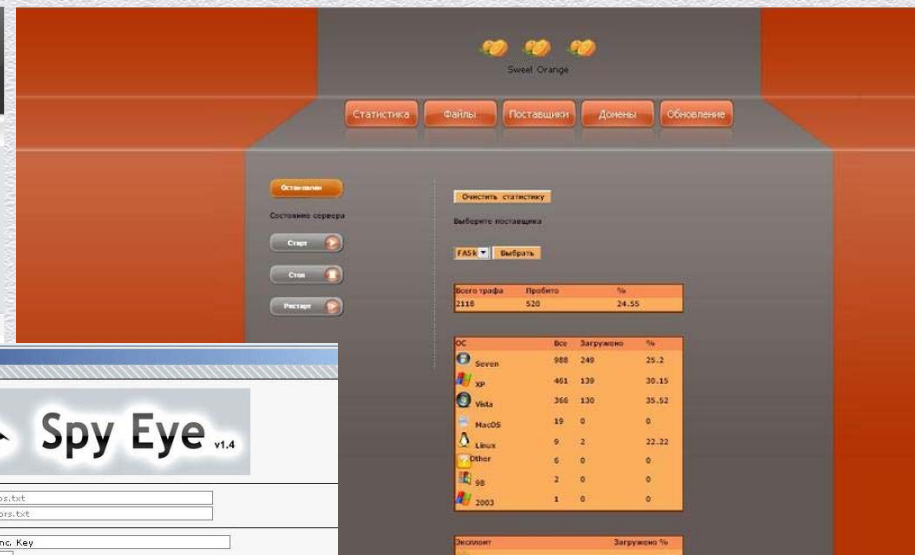 Sweet Orange
Статистика Файлы Поставщики Домены Обновление
Остановлен
Состояние сервера
Старт
Стоп
Рестарт
Очистить статистику
Выберите поставщика
FASk Выбрать
Всего трафа Пробито %
2118 520 24.55
ОС Все Загружено %
Seven 988 249 25.2
XP 461 139 30.15
Vista 366 130 35.52
MacOS 19 0 0
Linux 9 2 22.22
Other 6 0 0
98 2 0 0
2003 1 0 0
Эксплоит Загружено %
Spy Eye v1.4
Key